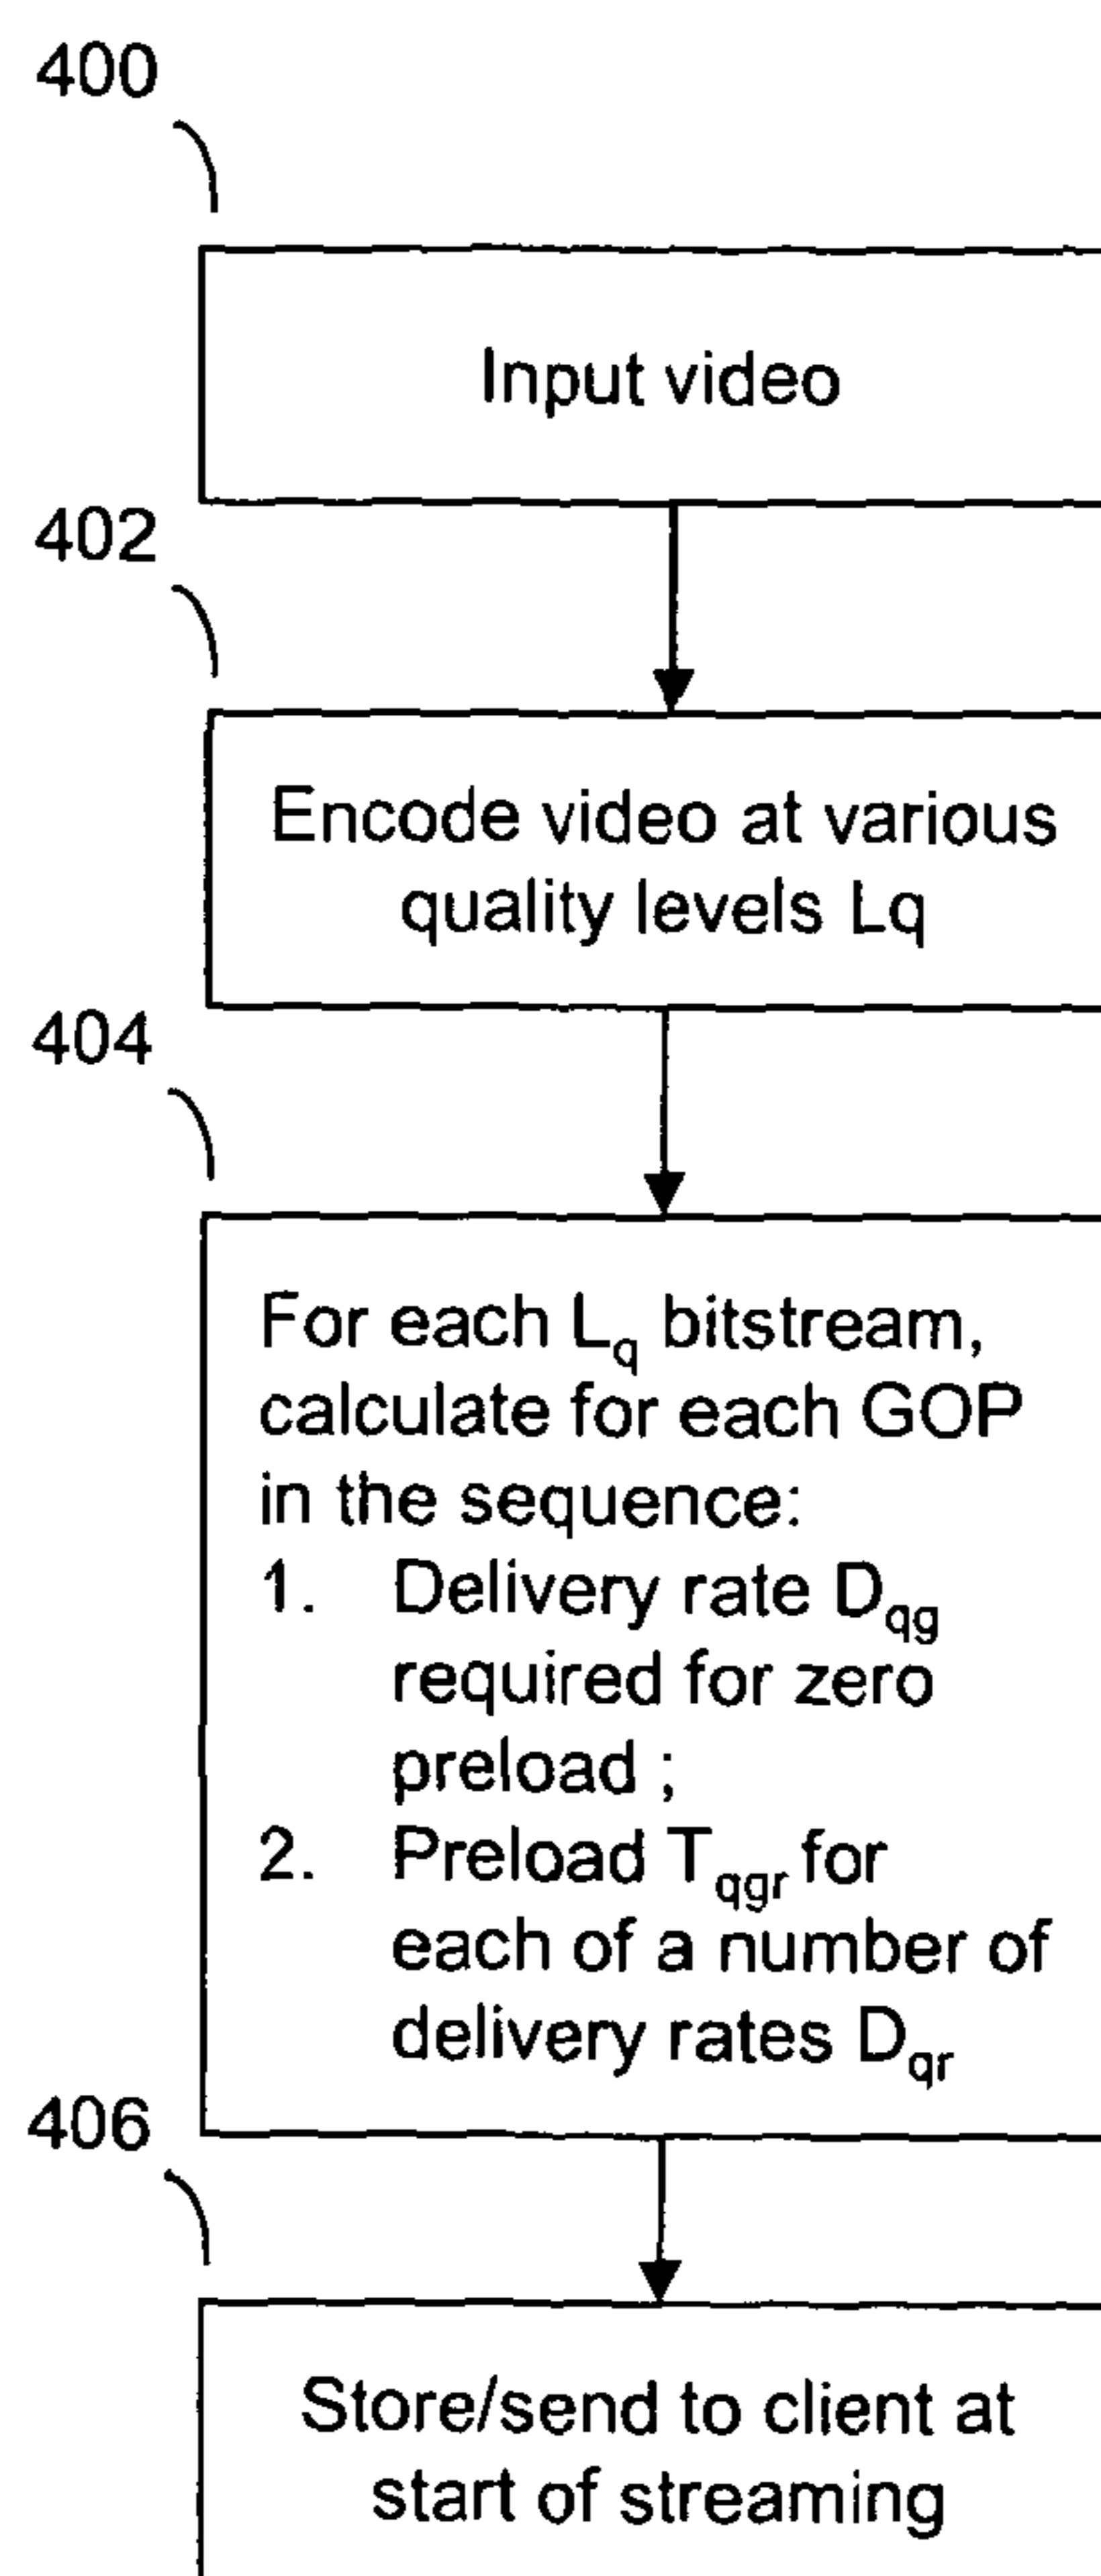 400
Input video
402
Encode video at various
quality levels Lq
404
For each Lq bitstream,
calculate for each GOP
in the sequence:
1. Delivery rate Dqg
required for zero
preload ;
2. Preload Tqgr for
each of a number of
delivery rates Dqr
406
Store/send to client at
start of streaming